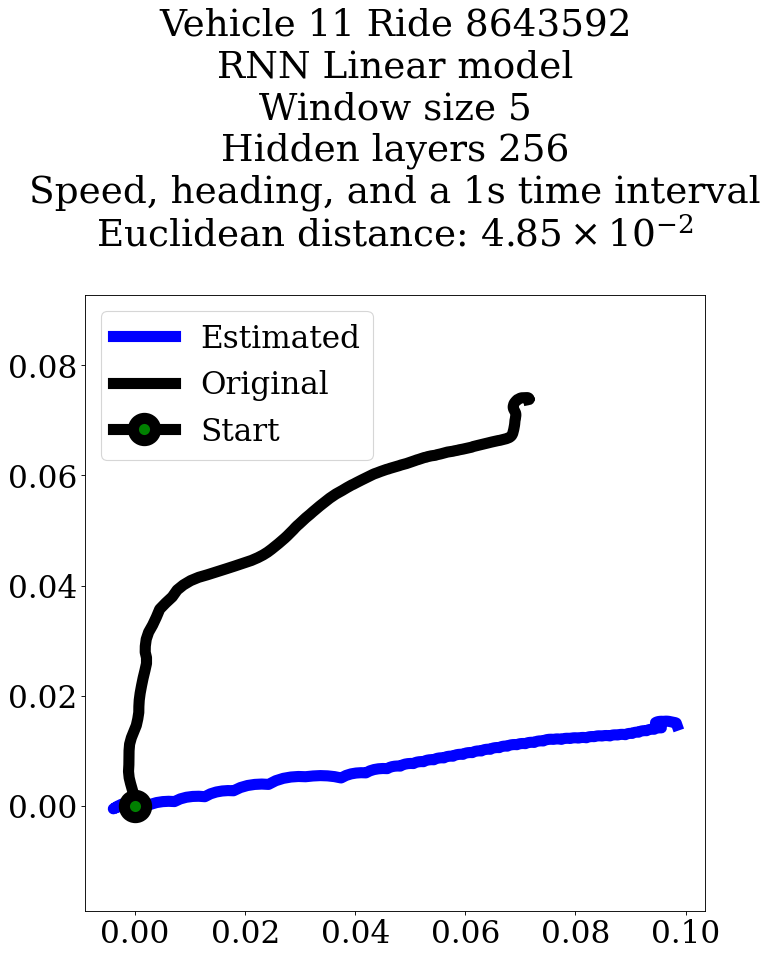 Vehicle 11 Ride 8643592
RNN Linear model
Window size 5
Hidden layers 256
Speed, heading, and a 1s time interval
Euclidean distance: 4.85 × 10⁻²
Estimated
Original
Start
0.08
0.06
0.04
0.02
0.00
0.00 0.02 0.04 0.06 0.08 0.10